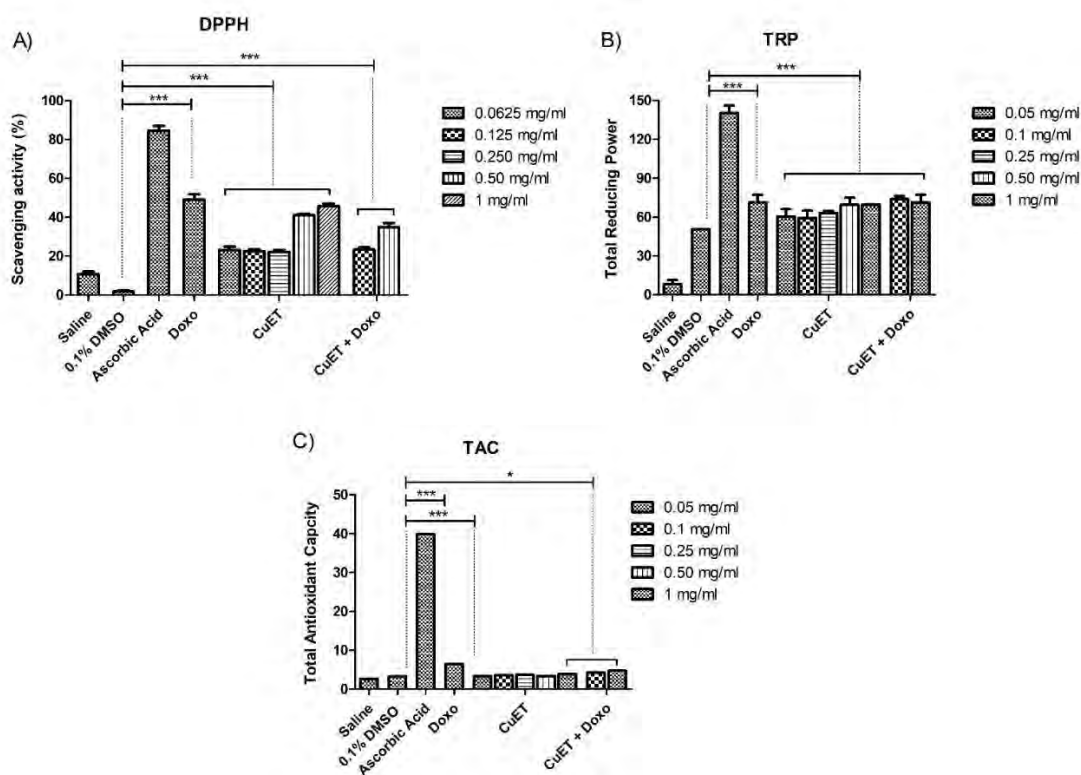 A)
DPPH
***
***
***
Scavenging activity (%)
100
80
60
40
20
0
Saline
0.1% DMSO
Ascorbic Acid
Doxo
CuET
CuET + Doxo
0.0625 mg/ml
0.125 mg/ml
0.250 mg/ml
0.50 mg/ml
1 mg/ml
B)
TRP
***
***
Total Reducing Power
150
120
90
60
30
0
Saline
0.1% DMSO
Ascorbic Acid
Doxo
CuET
CuET + Doxo
0.05 mg/ml
0.1 mg/ml
0.25 mg/ml
0.50 mg/ml
1 mg/ml
C)
TAC
*
***
***
Total Antioxidant Capcity
50
40
30
20
10
0
Saline
0.1% DMSO
Ascorbic Acid
Doxo
CuET
CuET + Doxo
0.05 mg/ml
0.1 mg/ml
0.25 mg/ml
0.50 mg/ml
1 mg/ml